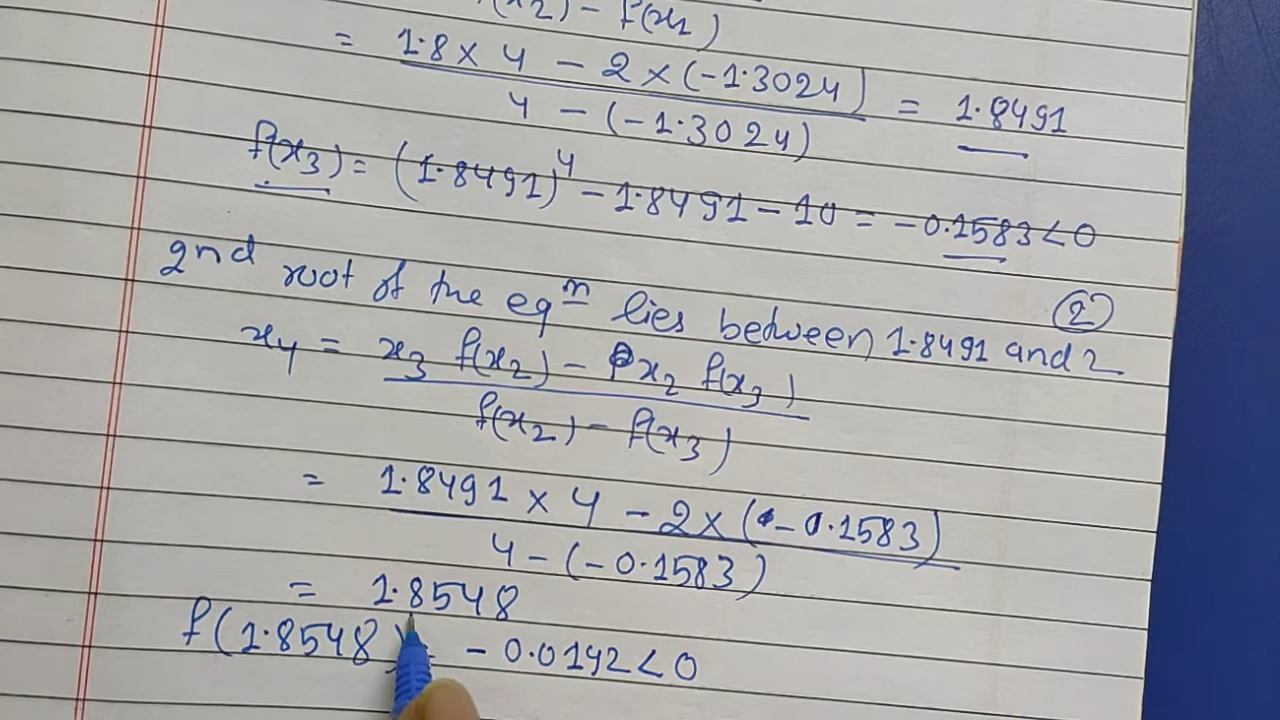 f(x₂) - f(x₁)
= 1.8 × 4 - 2 × (-1.3024) / 4 - (-1.3024) = 1.8491
f(x₃) = (1.8491)⁴ - 1.8491 - 10 = -0.1583 < 0
2nd root of the eqⁿ lies between 1.8491 and 2 (2)
x₄ = x₃ f(x₂) - x₂ f(x₃) / f(x₂) - f(x₃)
= 1.8491 × 4 - 2 × (-0.1583) / 4 - (-0.1583)
= 1.8548
f(1.8548) = -0.0142 < 0